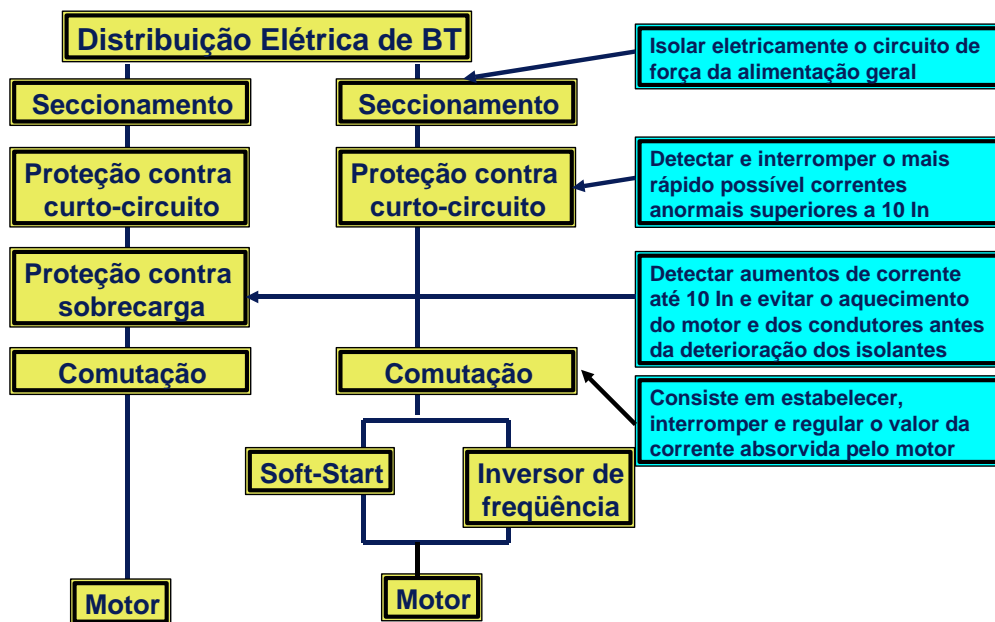 Distribuição Elétrica de BT
Isolar eletricamente o circuito de
força da alimentação geral
Seccionamento
Seccionamento
Proteção contra
curto-circuito
Proteção contra
curto-circuito
Detectar e interromper o mais
rápido possível correntes
anormais superiores a 10 In
Proteção contra
sobrecarga
Detectar aumentos de corrente
até 10 In e evitar o aquecimento
do motor e dos condutores antes
da deterioração dos isolantes
Comutação
Comutação
Consiste em estabelecer,
interromper e regular o valor da
corrente absorvida pelo motor
Soft-Start
Inversor de
freqüência
Motor
Motor